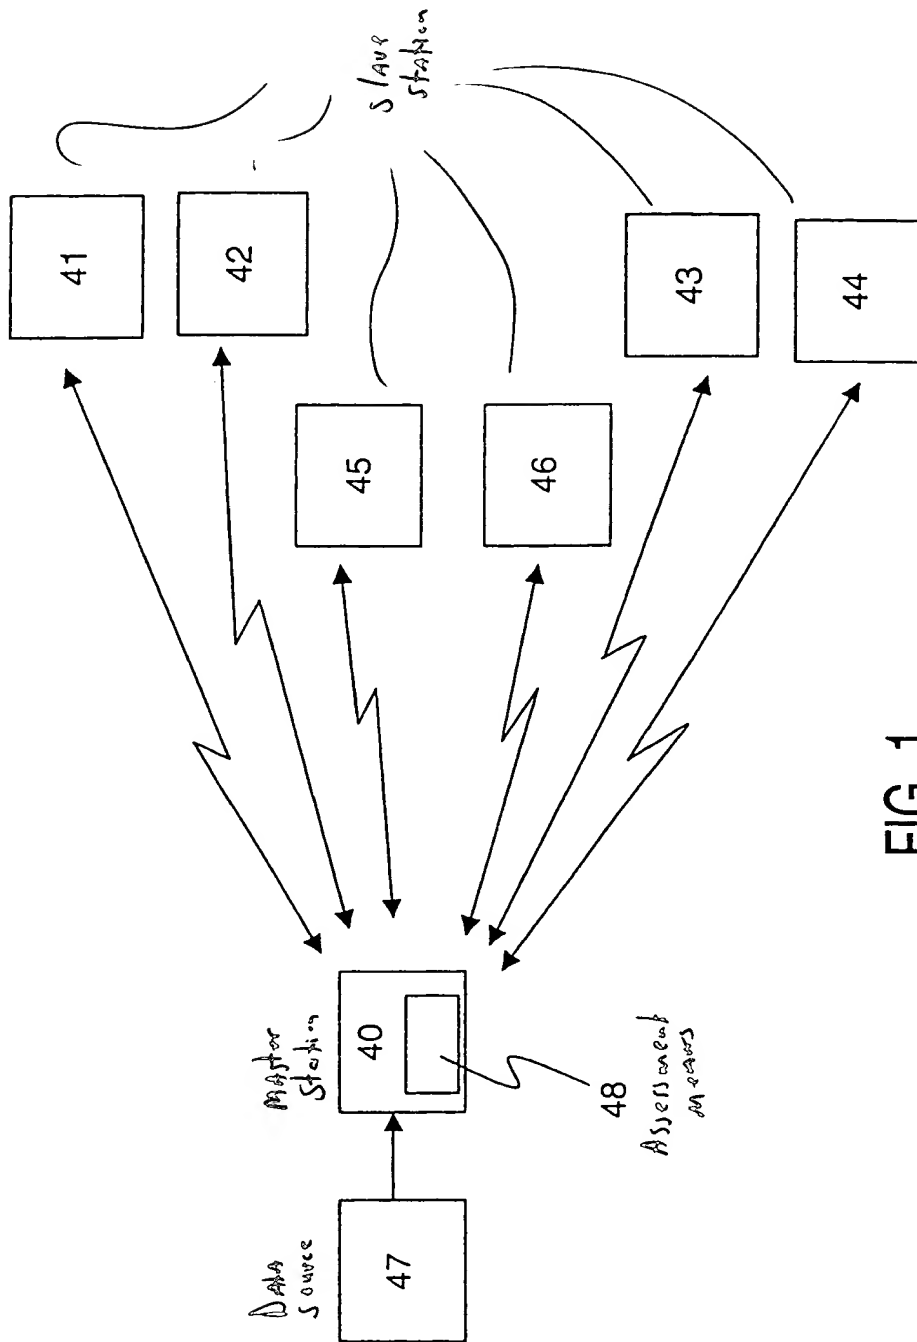 Data
Source
47
Master
Station
40
48
Assessment
Means
41
42
45
46
43
44
Slave
Station
FIG. 1